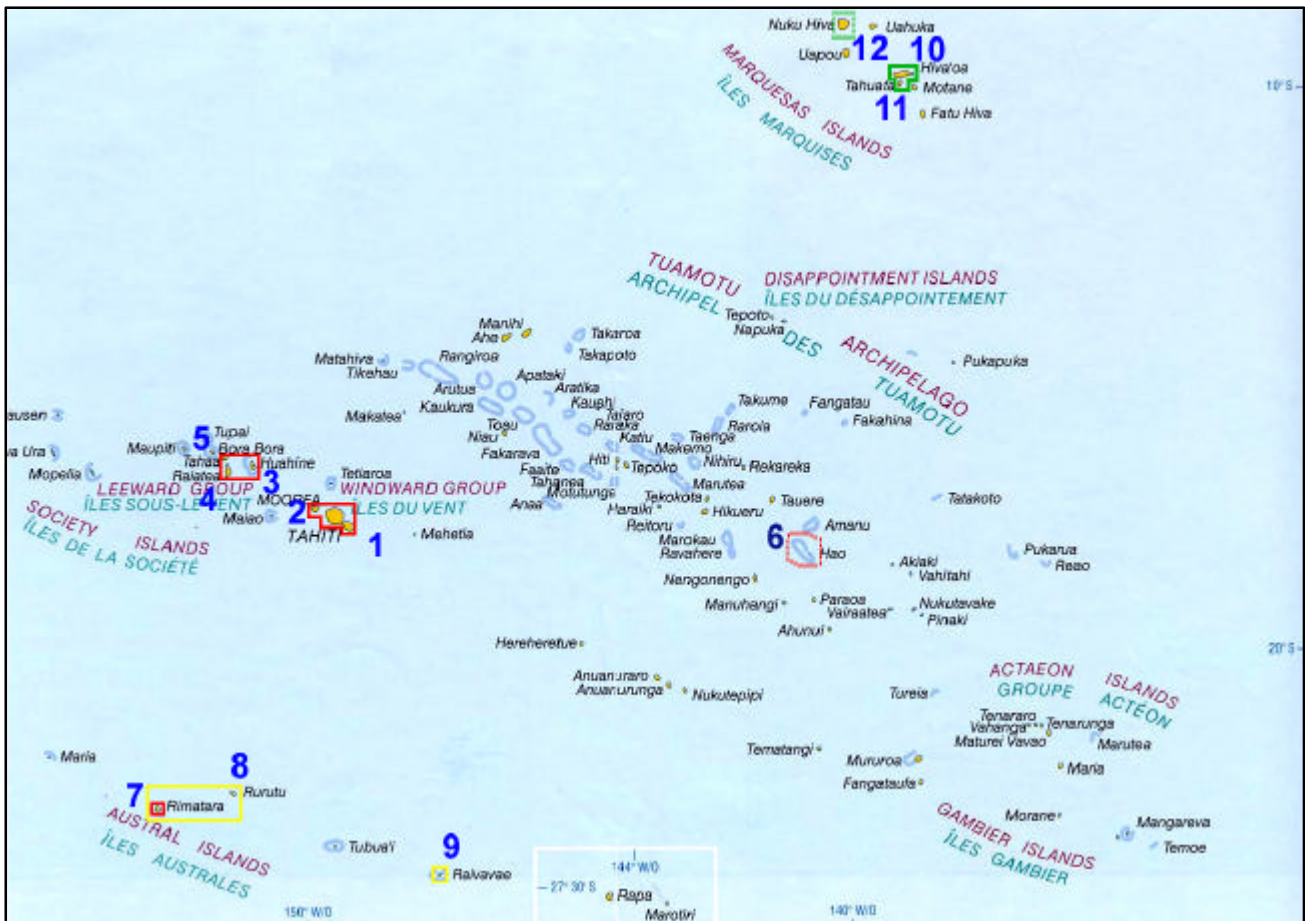 Nuku Hiva
Uahuka
12
10
Uapou
Hiva'oa
Tahuata
Motane
10° S
11
Fatu Hiva
MARQUESAS ISLANDS
ÎLES MARQUISES
TUAMOTU ARCHIPELAGO
ARCHIPEL DES TUAMOTU
DISAPPOINTMENT ISLANDS
ÎLES DU DÉSAPPOINTEMENT
Tepoto
Napuka
Manihi
Ahe
Takaroa
Takapoto
Matahiva
Tikehau
Rangiroa
Apataki
Pukapuka
Arutua
Aratika
Kaukura
Kauehi
Makatea
Taiaro
Raraka
Takume
Fangatau
Raroia
Fakahina
Toau
Niau
Katiu
Taenga
Makemo
5
Tupai
Maupiti
Bora Bora
Tahaa
Huahine
Raiatea
Mopelia
4
3
LEEWARD GROUP
ÎLES SOUS-LE VENT
Tetiaroa
WINDWARD GROUP
ÎLES DU VENT
Fakarava
Faaite
Tahanea
Motutunga
Anaa
Hiti
Tepoko
Nihiru
Rekareka
Marutea
Tekokota
Tauere
Tatakoto
Haraiki
Hikueru
Reitoru
MOOREA
2
Maiao
TAHITI
1
Mehetia
SOCIETY ISLANDS
ÎLES DE LA SOCIÉTÉ
Marokau
Ravahere
6
Amanu
Hao
Akiaki
Vahitahi
Pukarua
Reao
Nengonengo
Manuhangi
Paraoa
Vairaatea
Nukutavake
Pinaki
Ahunui
Hereheretue
20° S
Anuanuraro
Anuanurunga
Nukutepipi
Tureia
ACTAEON ISLANDS
GROUPE ACTÉON
Tenararo
Vahanga
Tenarunga
Maturei Vavao
Marutea
Maria
Tematangi
Mururoa
Fangataufa
Maria
7
8
Rimatara
Rurutu
AUSTRAL ISLANDS
ÎLES AUSTRALES
Tubua'i
9
Raivavae
Morane
Mangareva
Temoe
GAMBIER ISLANDS
ÎLES GAMBIER
144° W/O
27° 30' S
Rapa
Marotiri
150° W/O
140° W/O